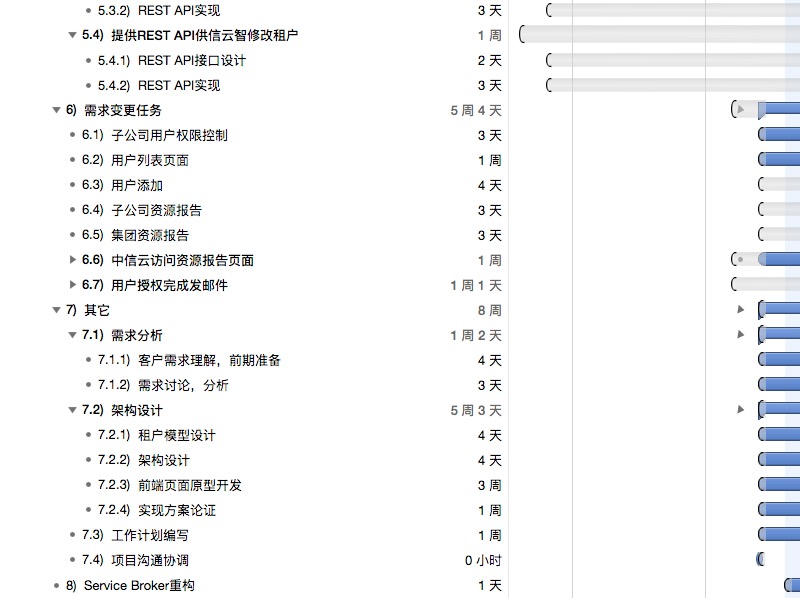 5.3.2) REST API实现 3 天
5.4) 提供REST API供信云智修改租户 1 周
5.4.1) REST API接口设计 2 天
5.4.2) REST API实现 3 天
6) 需求变更任务 5 周 4 天
6.1) 子公司用户权限控制 3 天
6.2) 用户列表页面 1 周
6.3) 用户添加 4 天
6.4) 子公司资源报告 3 天
6.5) 集团资源报告 3 天
6.6) 中信云访问资源报告页面 1 周
6.7) 用户授权完成发邮件 1 周 1 天
7) 其它 8 周
7.1) 需求分析 1 周 2 天
7.1.1) 客户需求理解，前期准备 4 天
7.1.2) 需求讨论，分析 3 天
7.2) 架构设计 5 周 3 天
7.2.1) 租户模型设计 4 天
7.2.2) 架构设计 4 天
7.2.3) 前端页面原型开发 3 周
7.2.4) 实现方案论证 1 周
7.3) 工作计划编写 1 周
7.4) 项目沟通协调 0 小时
8) Service Broker重构 1 天